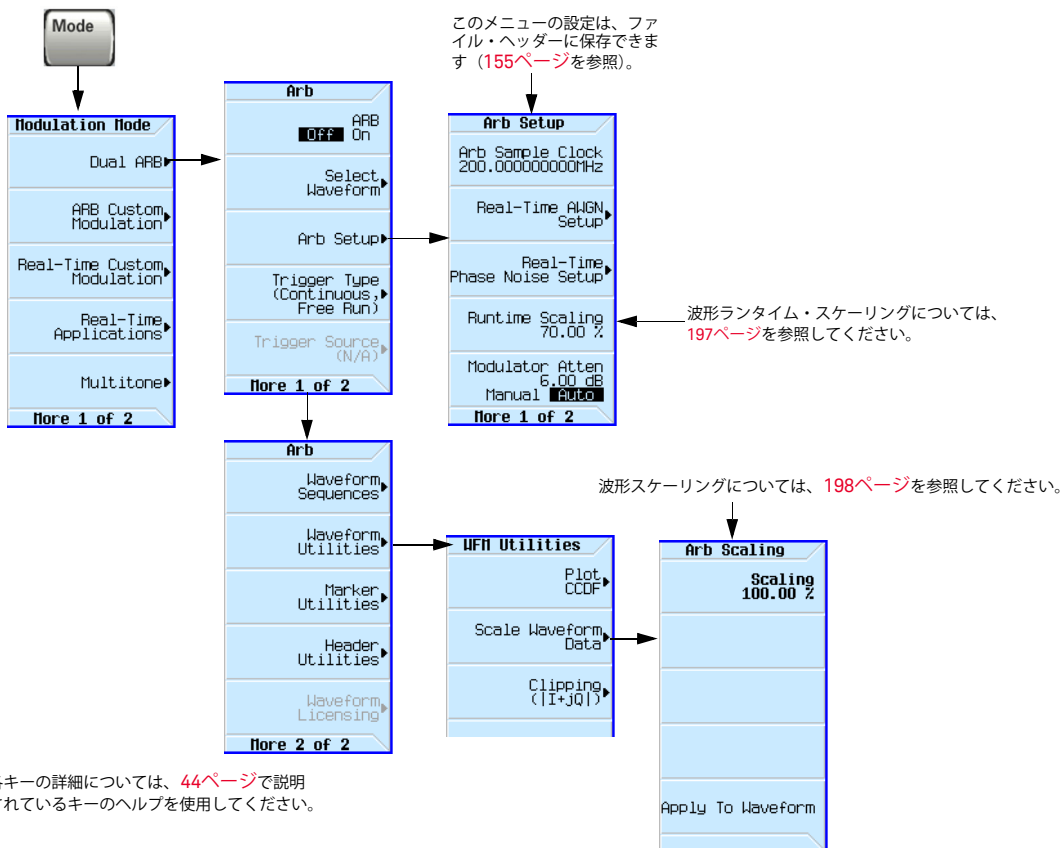 Mode
Modulation Mode
Dual ARB
ARB Custom
Modulation
Real-Time Custom
Modulation
Real-Time
Applications
Multitone
More 1 of 2
Arb
ARB
Off On
Select
Waveform
Arb Setup
Trigger Type
(Continuous,
Free Run)
Trigger Source
(N/A)
More 1 of 2
このメニューの設定は、ファ
イル・ヘッダーに保存できま
す（155ページを参照）。
Arb Setup
Arb Sample Clock
200.000000000MHz
Real-Time AWGN
Setup
Real-Time
Phase Noise Setup
Runtime Scaling
70.00 %
Modulator Atten
6.00 dB
Manual Auto
More 1 of 2
波形ランタイム・スケーリングについては、
197ページを参照してください。
Arb
Waveform
Sequences
Waveform
Utilities
Marker
Utilities
Header
Utilities
Waveform
Licensing
More 2 of 2
WFM Utilities
Plot
CCDF
Scale Waveform
Data
Clipping
(|I+jQ|)
波形スケーリングについては、198ページを参照してください。
Arb Scaling
Scaling
100.00 %
Apply To Waveform
各キーの詳細については、44ページで説明
されているキーのヘルプを使用してください。